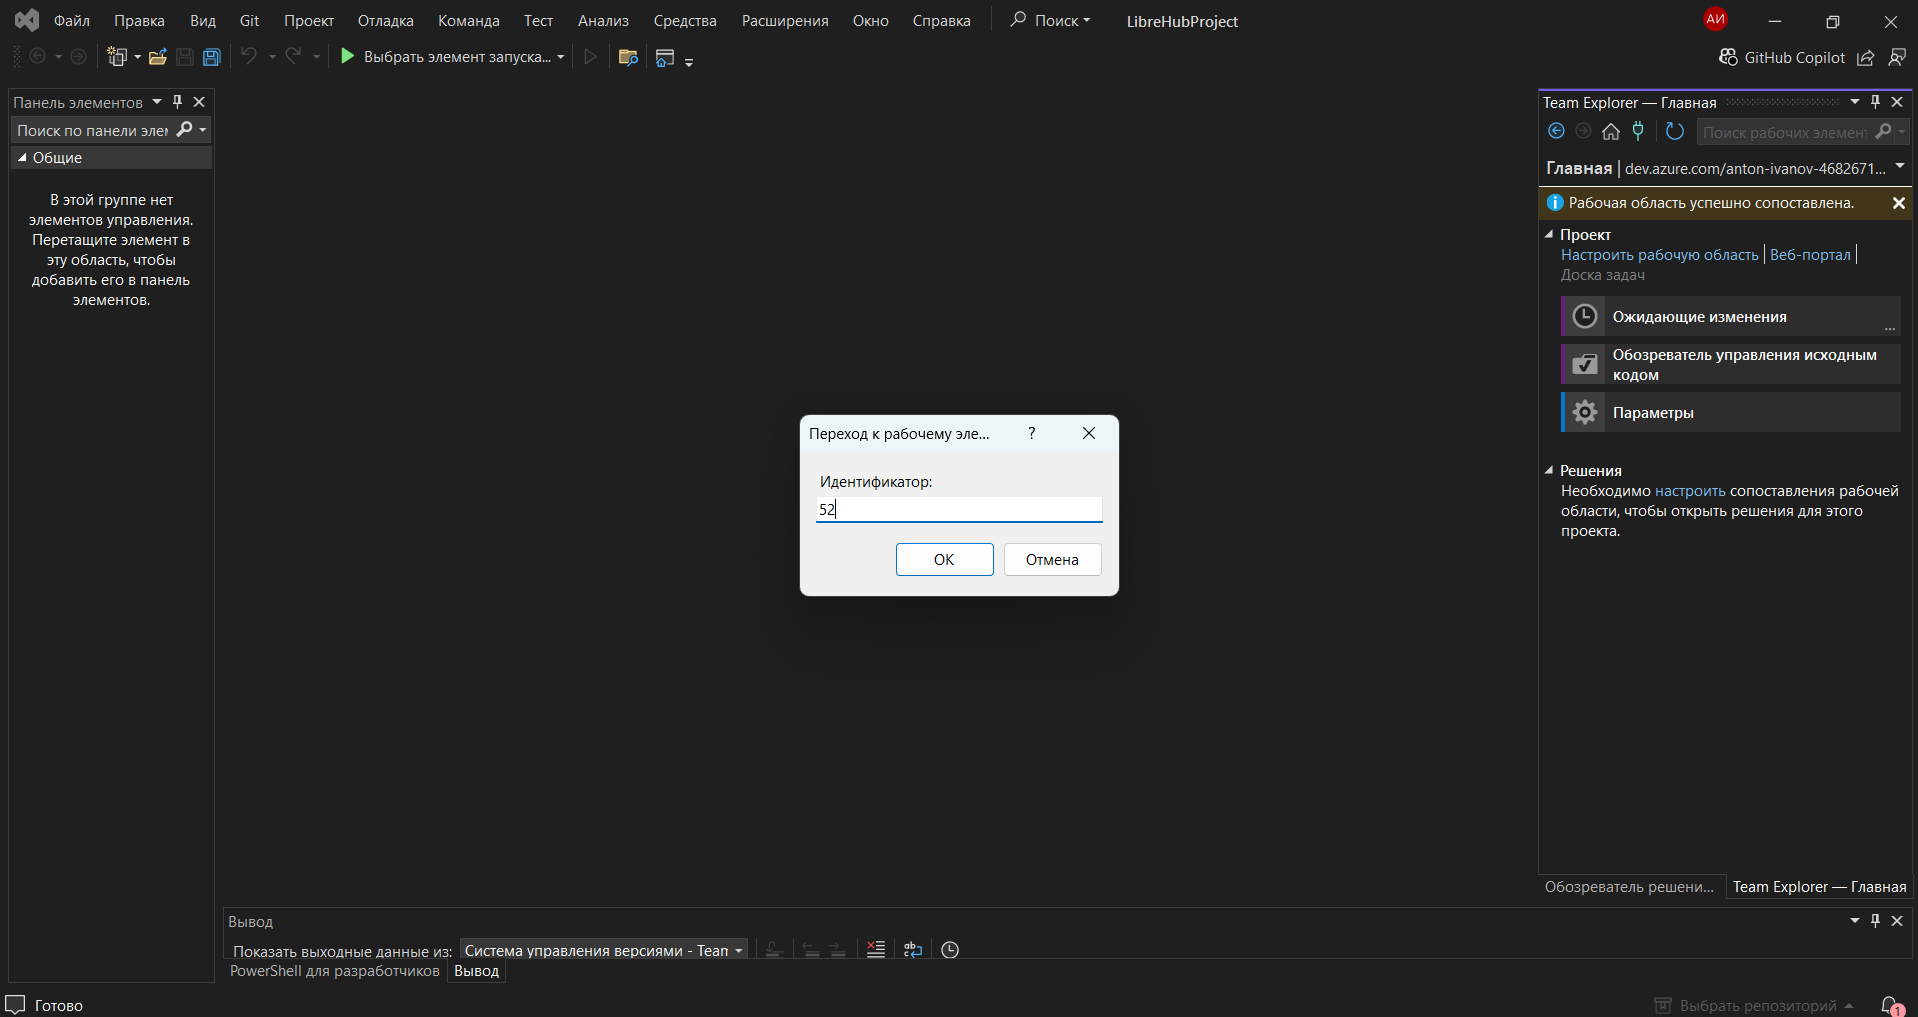 Файл Правка Вид Git Проект Отладка Команда Тест Анализ Средства Расширения Окно Справка Поиск LibreHubProject АИ
Выбрать элемент запуска... GitHub Copilot
Панель элементов
Поиск по панели элем
Общие
В этой группе нет
элементов управления.
Перетащите элемент в
эту область, чтобы
добавить его в панель
элементов.
Переход к рабочему эле... ?
Идентификатор:
52
ОК Отмена
Team Explorer — Главная
Поиск рабочих элемент
Главная | dev.azure.com/anton-ivanov-4682671...
Рабочая область успешно сопоставлена.
Проект
Настроить рабочую область | Веб-портал |
Доска задач
Ожидающие изменения
...
Обозреватель управления исходным
кодом
Параметры
Решения
Необходимо настроить сопоставления рабочей
области, чтобы открыть решения для этого
проекта.
Обозреватель решени... Team Explorer — Главная
Вывод
Показать выходные данные из: Система управления версиями - Team
PowerShell для разработчиков Вывод
Готово Выбрать репозиторий 1